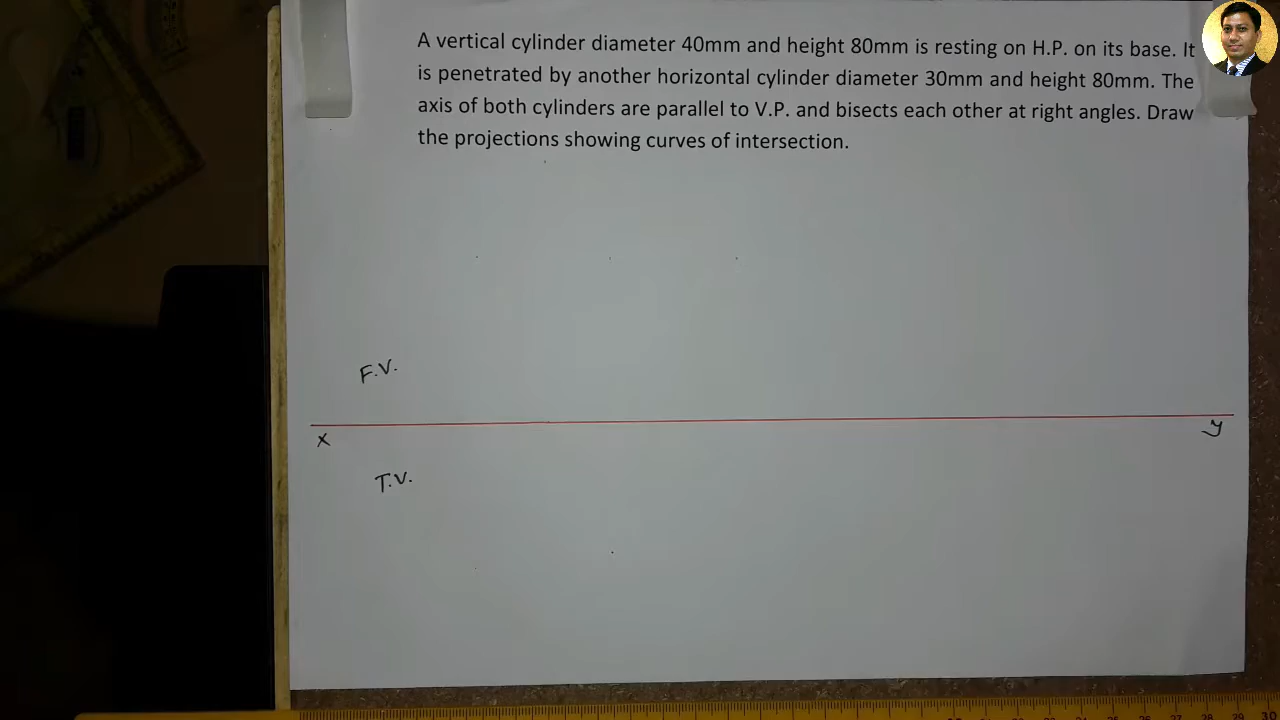 A vertical cylinder diameter 40mm and height 80mm is resting on H.P. on its base. It
is penetrated by another horizontal cylinder diameter 30mm and height 80mm. The
axis of both cylinders are parallel to V.P. and bisects each other at right angles. Draw
the projections showing curves of intersection.
F.V.
x
y
T.V.